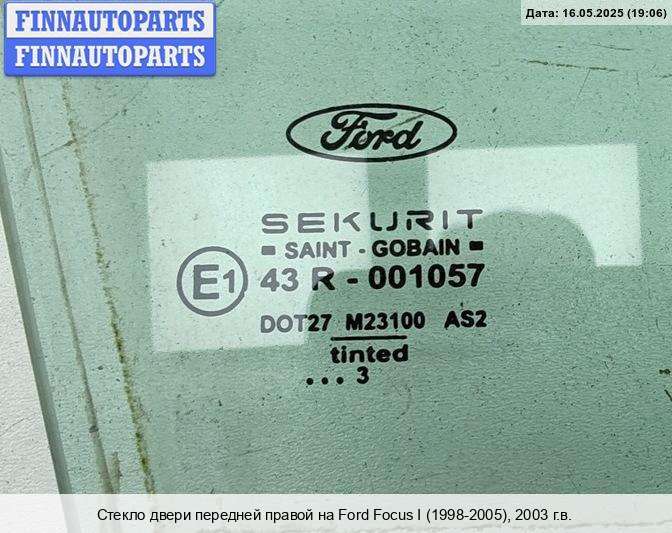 FINNAUTOPARTS
FINNAUTOPARTS
Дата: 16.05.2025 (19:06)
Ford
SEKURIT
SAINT - GOBAIN
E1 43 R - 001057
DOT27 M23100 AS2
tinted
... 3
Стекло двери передней правой на Ford Focus I (1998-2005), 2003 г.в.